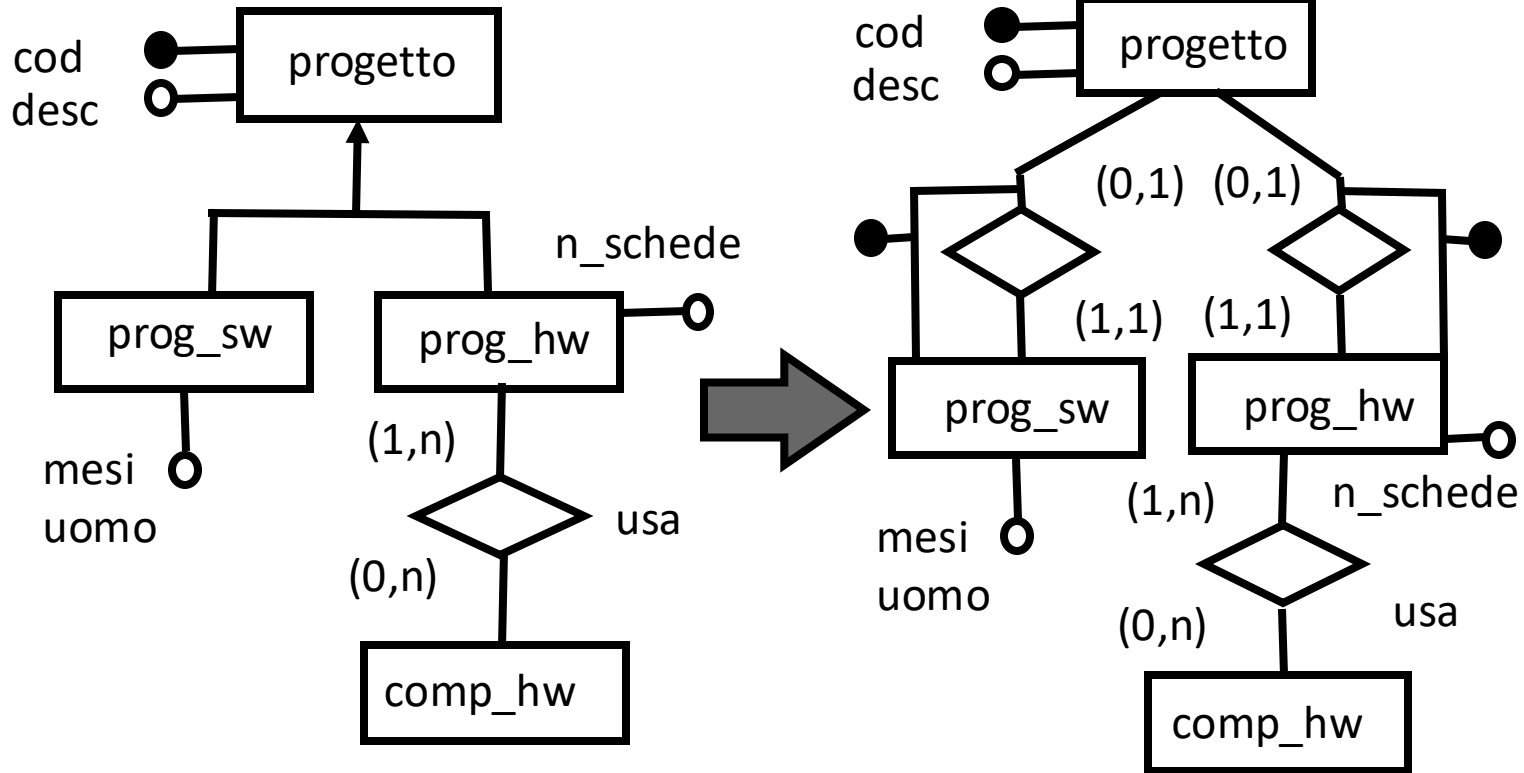 cod
desc
progetto
n_schede
prog_sw
prog_hw
mesi
uomo
(1,n)
usa
(0,n)
comp_hw
cod
desc
progetto
(0,1)
(0,1)
(1,1)
(1,1)
prog_sw
prog_hw
mesi
uomo
(1,n)
n_schede
usa
(0,n)
comp_hw